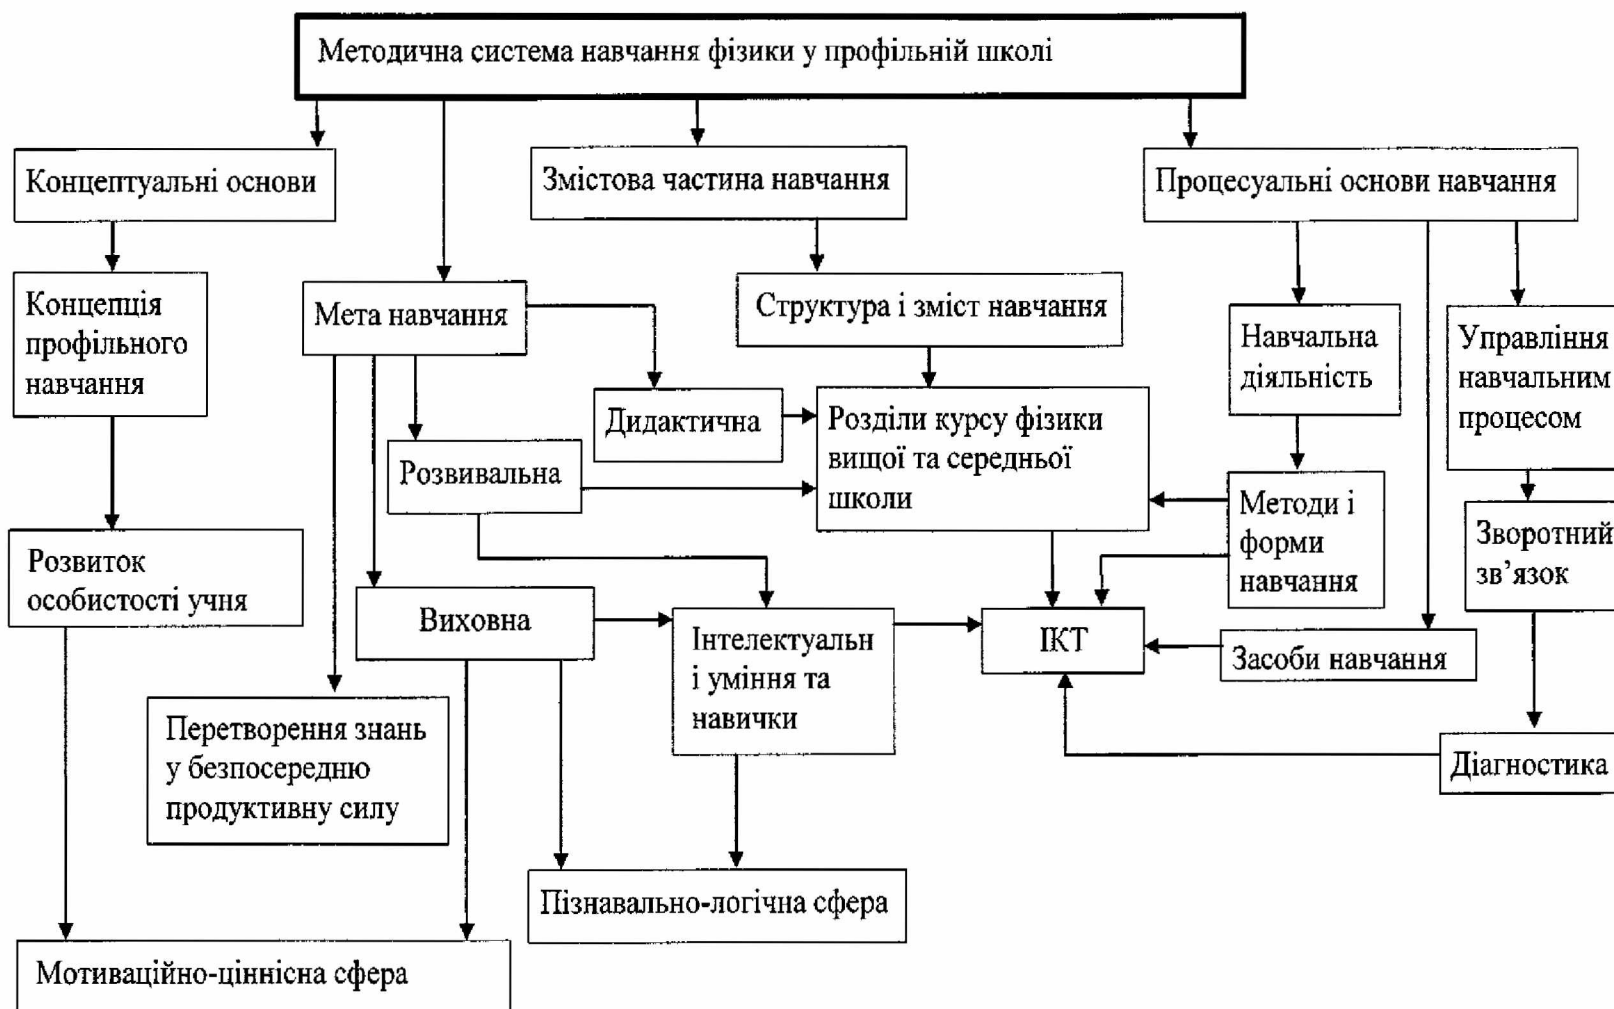 Методична система навчання фізики у профільній школі
Концептуальні основи
Змістова частина навчання
Процесуальні основи навчання
Концепція
профільного
навчання
Мета навчання
Структура і зміст навчання
Навчальна
діяльність
Управління
навчальним
процесом
Дидактична
Розділи курсу фізики
вищої та середньої
школи
Розвивальна
Методи і
форми
навчання
Зворотний
зв’язок
Розвиток
особистості учня
Виховна
Інтелектуальн
і уміння та
навички
ІКТ
Засоби навчання
Перетворення знань
у безпосередню
продуктивну силу
Діагностика
Пізнавально-логічна сфера
Мотиваційно-ціннісна сфера